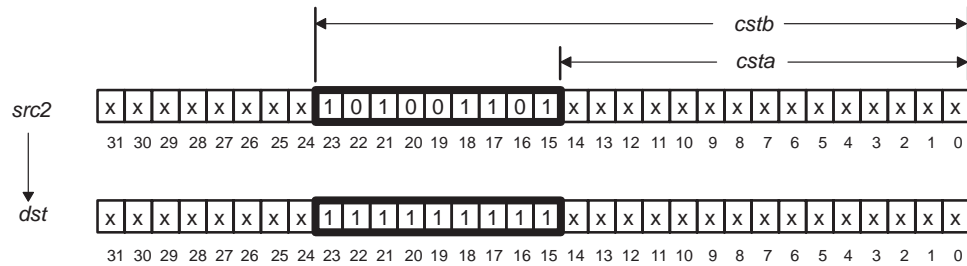 cstb
csta
src2 x x x x x x x x 1 0 1 0 0 1 1 0 1 x x x x x x x x x x x x x x x
31 30 29 28 27 26 25 24 23 22 21 20 19 18 17 16 15 14 13 12 11 10 9 8 7 6 5 4 3 2 1 0
dst x x x x x x x x 1 1 1 1 1 1 1 1 1 x x x x x x x x x x x x x x x
31 30 29 28 27 26 25 24 23 22 21 20 19 18 17 16 15 14 13 12 11 10 9 8 7 6 5 4 3 2 1 0